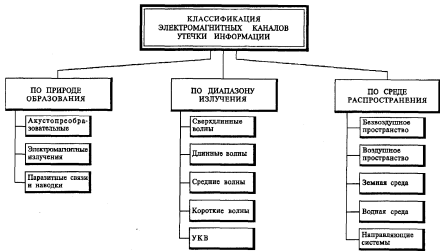 КЛАССИФИКАЦИЯ
ЭЛЕКТРОМАГНИТНЫХ КАНАЛОВ
УТЕЧКИ ИНФОРМАЦИИ
ПО ПРИРОДЕ
ОБРАЗОВАНИЯ
Акустопреобра-
зовательные
Электромагнитные
излучения
Паразитные связи
и наводки
ПО ДИАПАЗОНУ
ИЗЛУЧЕНИЯ
Сверхдлинные
волны
Длинные волны
Средние волны
Короткие волны
УКВ
ПО СРЕДЕ
РАСПРОСТРАНЕНИЯ
Безвоздушное
пространство
Воздушное
пространство
Земная среда
Водная среда
Направляющие
системы